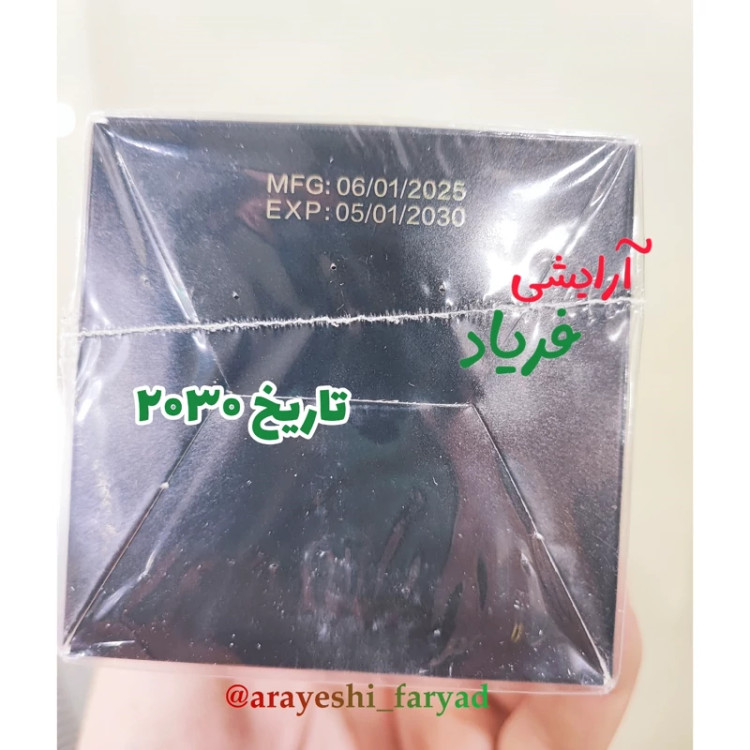 MFG: 06/01/2025
EXP: 05/01/2030
آرایشی
فریاد
تاریخ ۲۰۳۰
@arayeshi_faryad